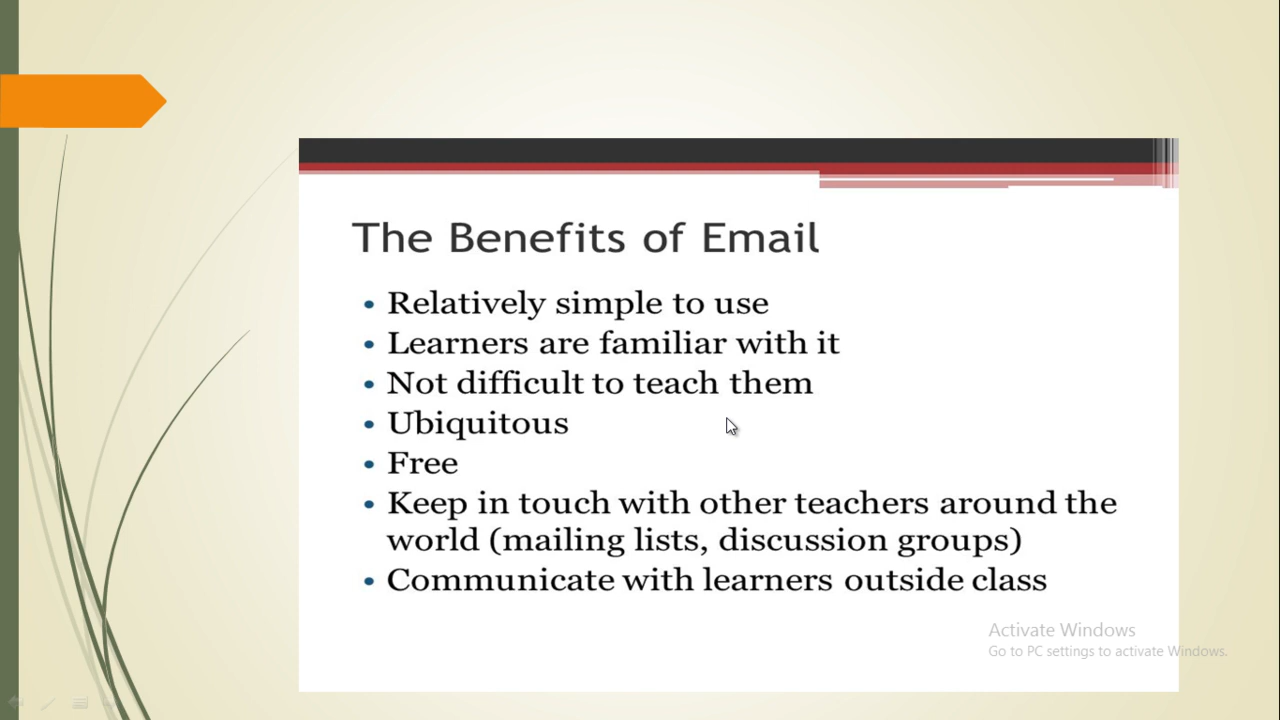 The Benefits of Email
• Relatively simple to use
• Learners are familiar with it
• Not difficult to teach them
• Ubiquitous
• Free
• Keep in touch with other teachers around the
world (mailing lists, discussion groups)
• Communicate with learners outside class
Activate Windows
Go to PC settings to activate Windows.